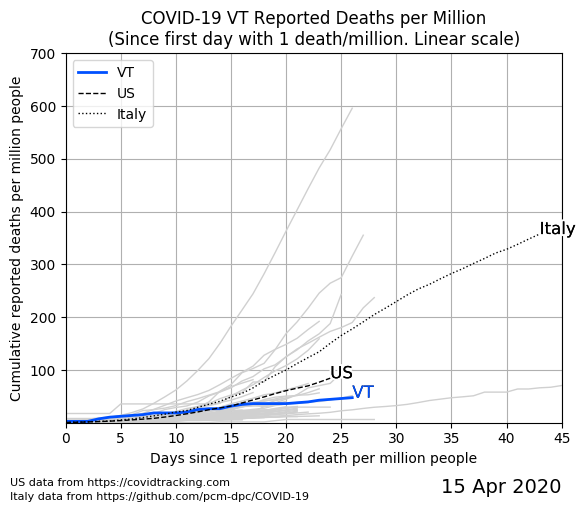 COVID-19 VT Reported Deaths per Million
(Since first day with 1 death/million. Linear scale)
700
600
500
400
300
200
100
Cumulative reported deaths per million people
VT
US
Italy
Italy
US
VT
0
5
10
15
20
25
30
35
40
45
Days since 1 reported death per million people
US data from https://covidtracking.com
Italy data from https://github.com/pcm-dpc/COVID-19
15 Apr 2020